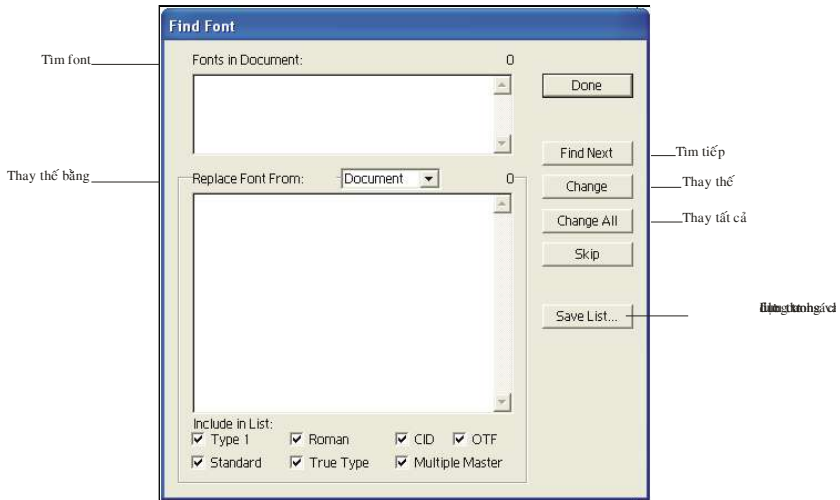 Find Font
Tìm font
Fonts in Document: 0
Done
Find Next
Tìm tiếp
Thay thế bằng
Replace Font From: Document 0
Change
Thay thế
Change All
Thay tất cả
Skip
Save List...
Include in List:
Type 1 Roman CID OTF
Standard True Type Multiple Master